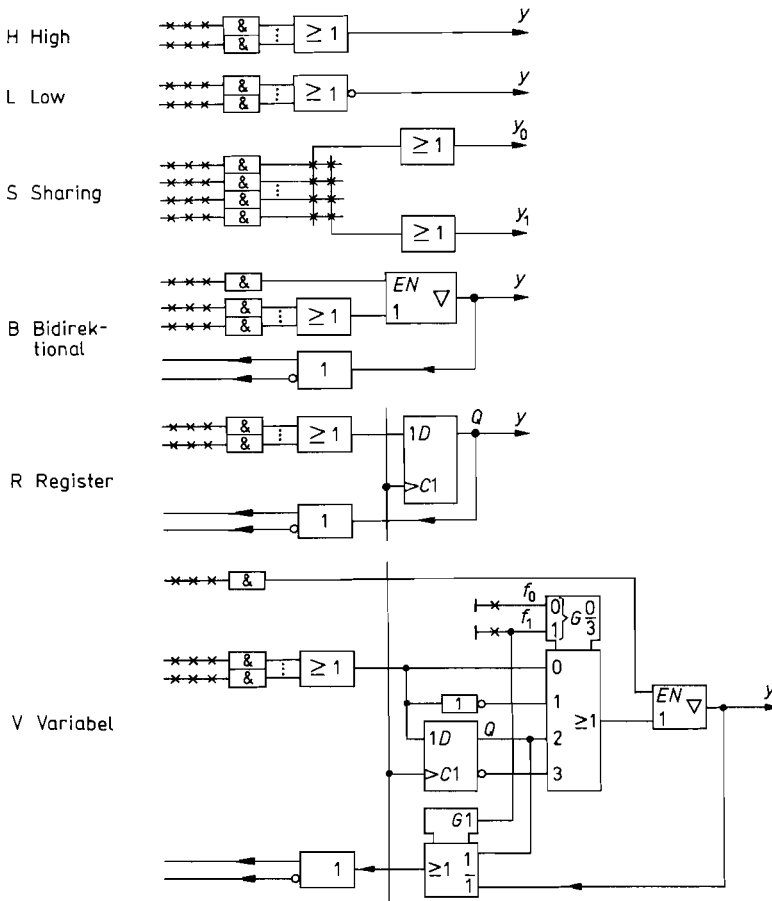 H High & & ≥1 y
L Low & & ≥1 y
≥1 y₀
S Sharing & & & &
≥1 y₁
& EN 1 ▽ y
B Bidirek-
tional
& & ≥1
1
& & ≥1 1D C1 Q y
R Register
1
&
f₀ 0 } G 0/3
f₁ 1
& & ≥1 0
1 1 ≥1 EN 1 ▽ y
V Variabel
1D Q 2
C1 3
G1
1 ≥1 1
1